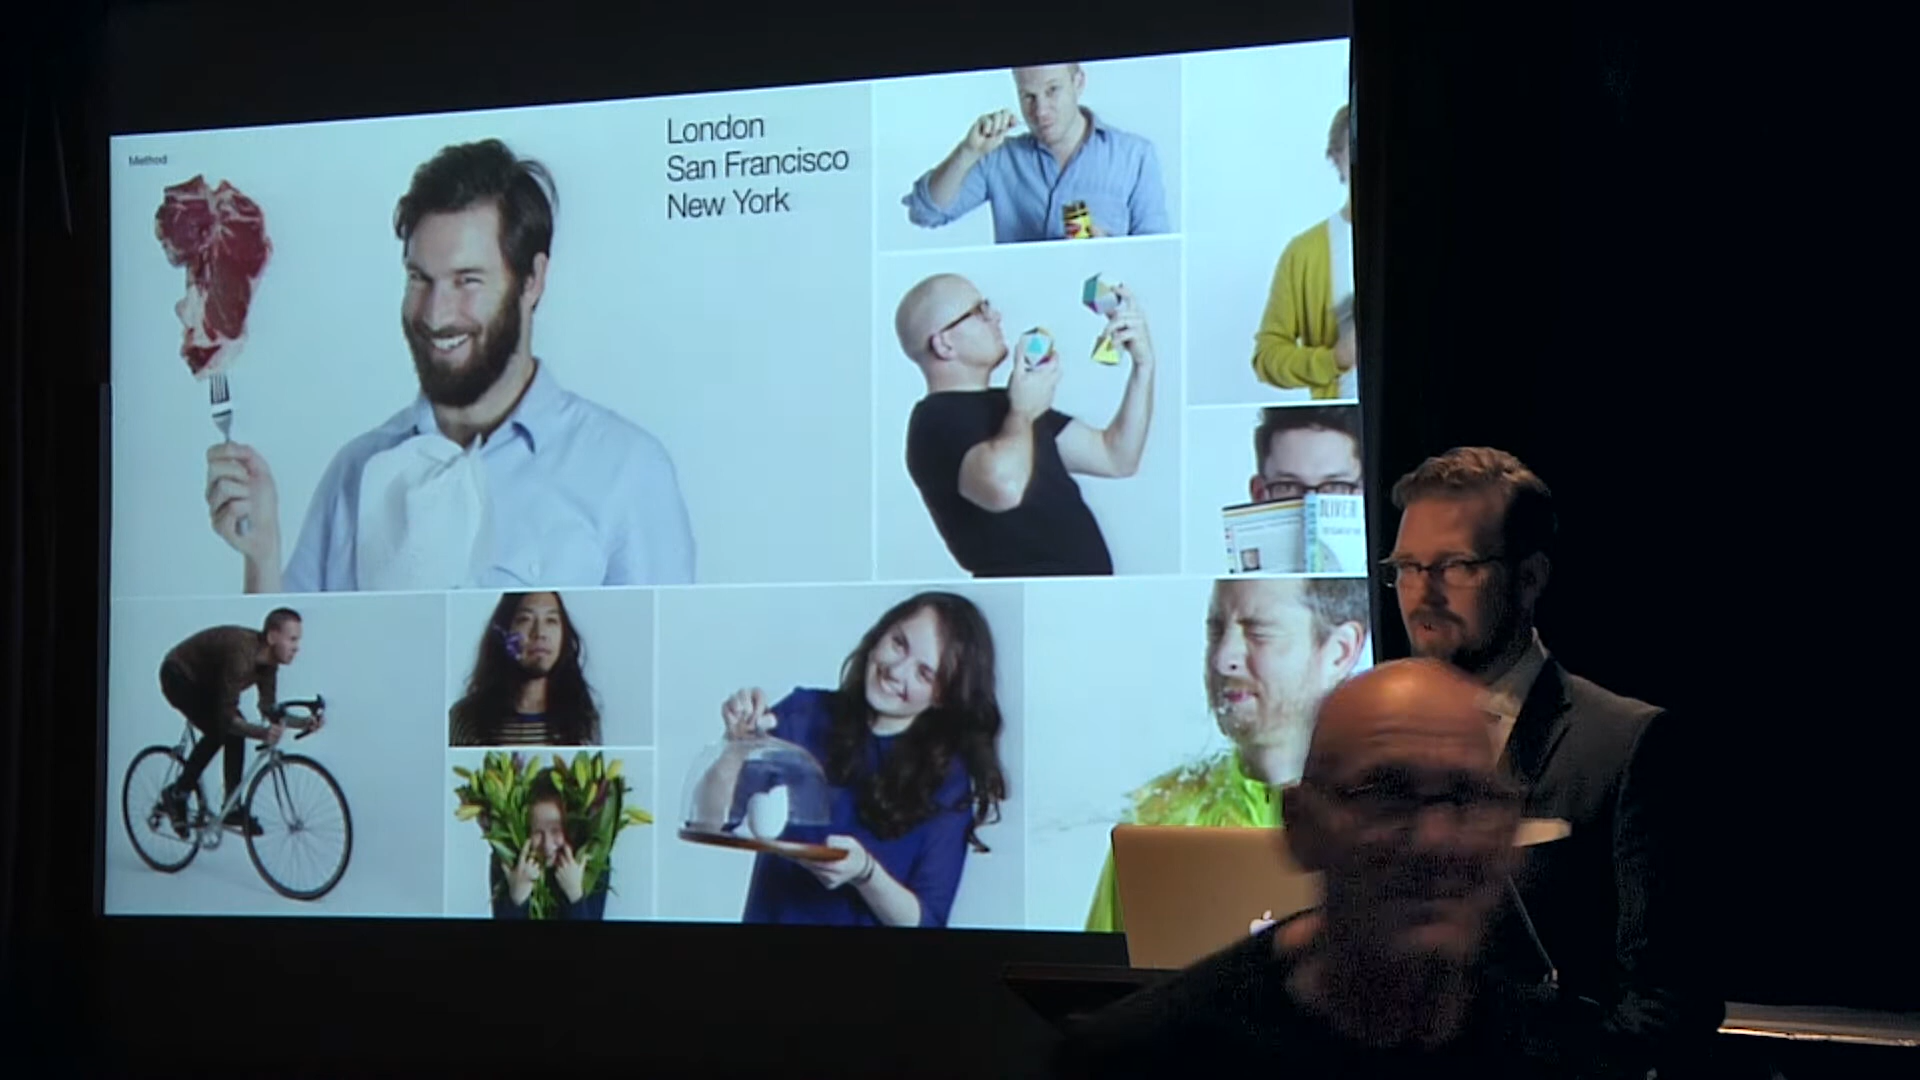 Method
London
San Francisco
New York
OLIVER